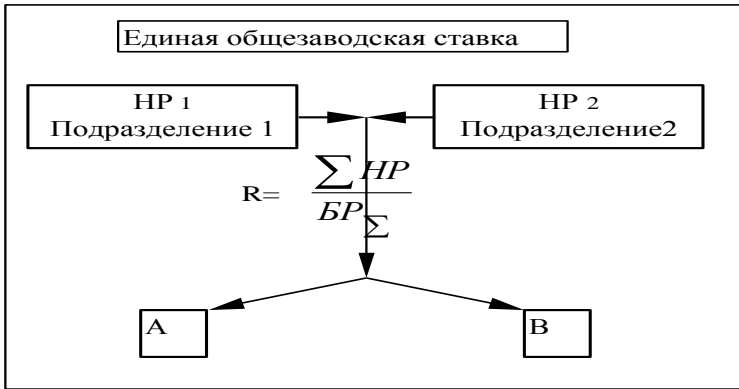 Единая общезаводская ставка
НР 1
Подразделение 1
НР 2
Подразделение2
R= ∑ НР
БР ∑
А
В